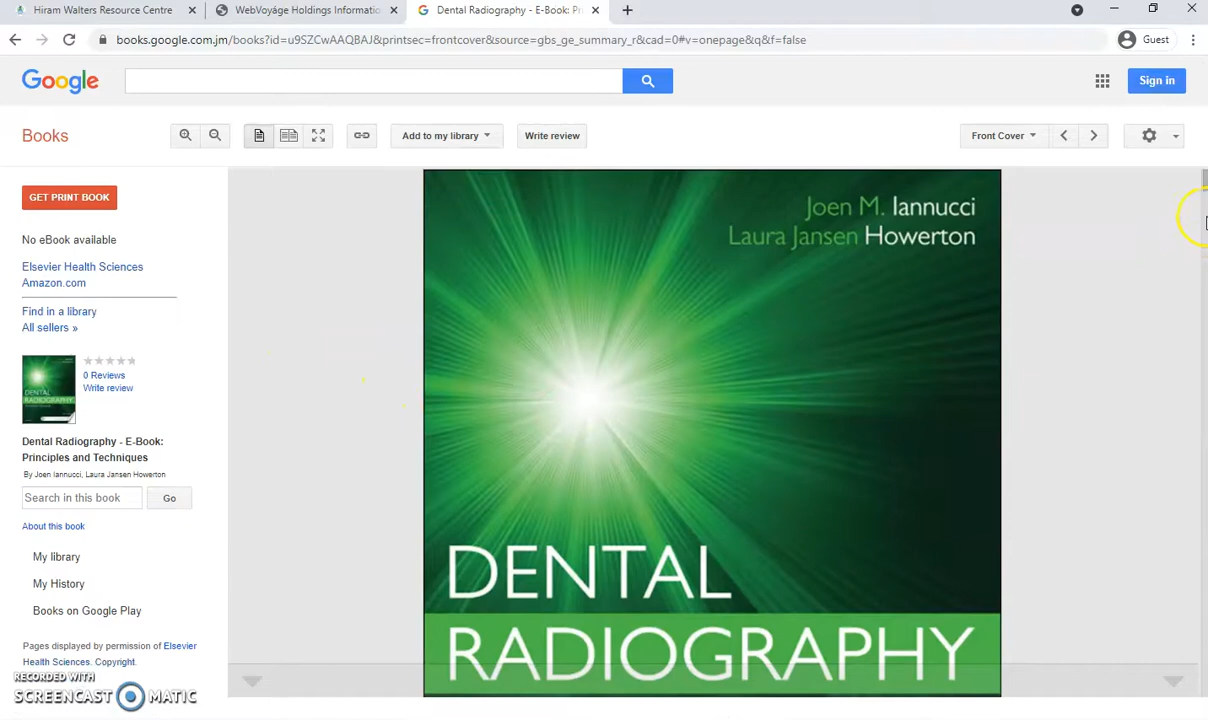 Hiram Walters Resource Centre
WebVoyáge Holdings Informatio
Dental Radiography - E-Book: Pr
books.google.com.jm/books?id=u9SZCwAAQBAJ&printsec=frontcover&source=gbs_ge_summary_r&cad=0#v=onepage&q&f=false
Guest
Google
Sign in
Books
Add to my library
Write review
Front Cover
GET PRINT BOOK
No eBook available
Elsevier Health Sciences
Amazon.com
Find in a library
All sellers »
0 Reviews
Write review
Dental Radiography - E-Book:
Principles and Techniques
By Joen Iannucci, Laura Jansen Howerton
Search in this book
Go
About this book
My library
My History
Books on Google Play
Pages displayed by permission of Elsevier
Health Sciences. Copyright.
RECORDED WITH
SCREENCAST MATIC
Joen M. Iannucci
Laura Jansen Howerton
DENTAL
RADIOGRAPHY